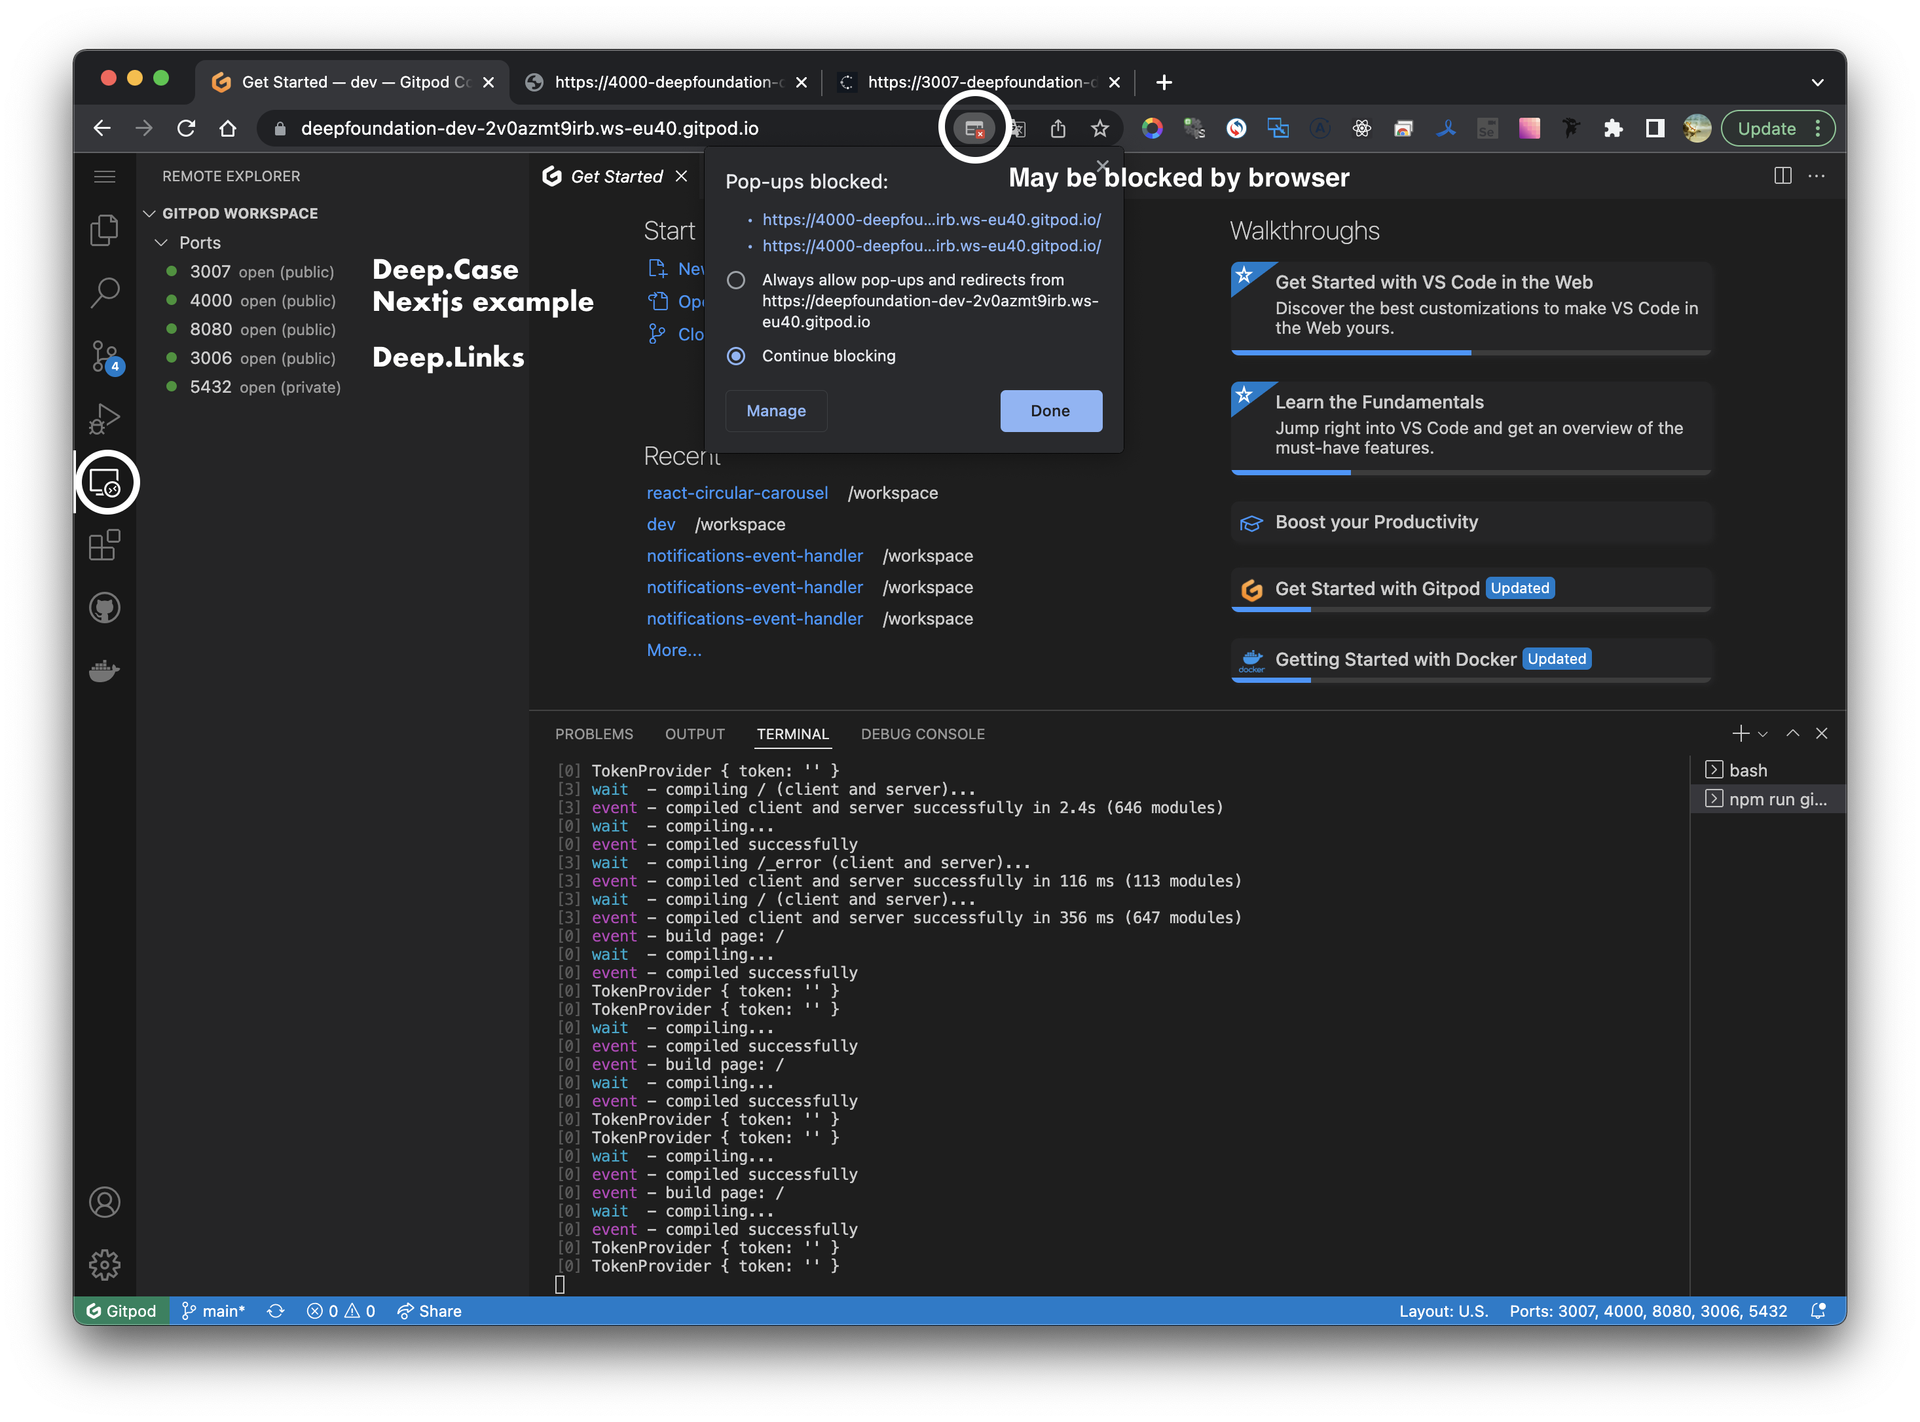 Get Started — dev — Gitpod Co
https://4000-deepfoundation-d
https://3007-deepfoundation-d
deepfoundation-dev-2v0azmt9irb.ws-eu40.gitpod.io
Update
May be blocked by browser
REMOTE EXPLORER
GITPOD WORKSPACE
Ports
3007 open (public)
4000 open (public)
8080 open (public)
3006 open (public)
5432 open (private)
Deep.Case
Nextjs example
Deep.Links
4
Get Started
Pop-ups blocked:
• https://4000-deepfou...irb.ws-eu40.gitpod.io/
• https://4000-deepfou...irb.ws-eu40.gitpod.io/
Always allow pop-ups and redirects from
https://deepfoundation-dev-2v0azmt9irb.ws-
eu40.gitpod.io
Continue blocking
Manage
Done
Start
Recent
react-circular-carousel /workspace
dev /workspace
notifications-event-handler /workspace
notifications-event-handler /workspace
notifications-event-handler /workspace
More...
Walkthroughs
Get Started with VS Code in the Web
Discover the best customizations to make VS Code in
the Web yours.
Learn the Fundamentals
Jump right into VS Code and get an overview of the
must-have features.
Boost your Productivity
Get Started with Gitpod Updated
docker
Getting Started with Docker Updated
PROBLEMS OUTPUT TERMINAL DEBUG CONSOLE
[0] TokenProvider { token: '' }
[3] wait – compiling / (client and server)...
[3] event – compiled client and server successfully in 2.4s (646 modules)
[0] wait – compiling...
[0] event – compiled successfully
[3] wait – compiling /_error (client and server)...
[3] event – compiled client and server successfully in 116 ms (113 modules)
[3] wait – compiling / (client and server)...
[3] event – compiled client and server successfully in 356 ms (647 modules)
[0] event – build page: /
[0] wait – compiling...
[0] event – compiled successfully
[0] TokenProvider { token: '' }
[0] TokenProvider { token: '' }
[0] wait – compiling...
[0] event – compiled successfully
[0] event – build page: /
[0] wait – compiling...
[0] event – compiled successfully
[0] TokenProvider { token: '' }
[0] TokenProvider { token: '' }
[0] wait – compiling...
[0] event – compiled successfully
[0] event – build page: /
[0] wait – compiling...
[0] event – compiled successfully
[0] TokenProvider { token: '' }
[0] TokenProvider { token: '' }
bash
npm run gi...
Gitpod main* 0 0 Share
Layout: U.S. Ports: 3007, 4000, 8080, 3006, 5432